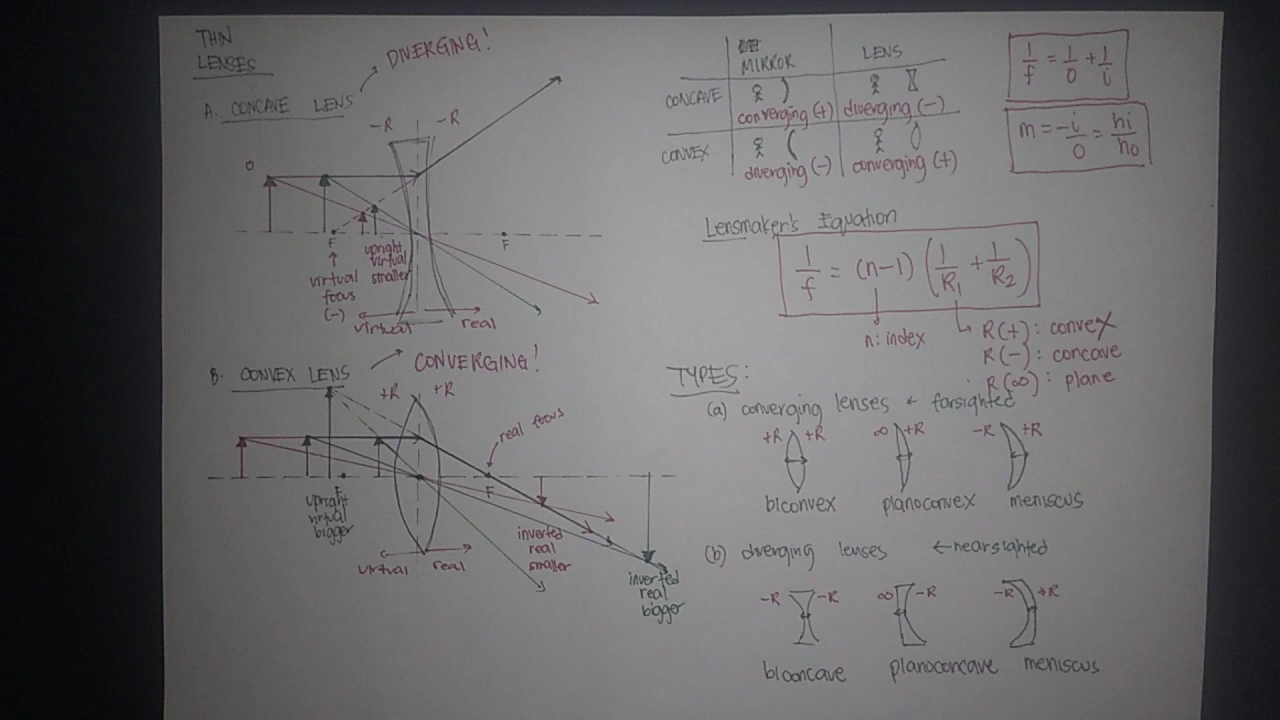 THIN
LENSES
A. CONCAVE LENS
DIVERGING!
-R -R
O
F
F
↑
virtual
focus
(-)
upright
virtual
smaller
virtual real
B. CONVEX LENS
CONVERGING!
+R +R
real focus
F
F
upright
virtual
bigger
virtual real
inverted
real
smaller
inverted
real
bigger
MIRROR LENS
CONCAVE converging (+) diverging (-)
CONVEX diverging (-) converging (+)
1/f = 1/o + 1/i
m = -i/o = hi/ho
Lensmaker's Equation
1/f = (n-1) (1/R₁ + 1/R₂)
n: index
R(+): convex
R(-): concave
R(∞): plane
TYPES:
(a) converging lenses ← farsighted
+R +R ∞ +R -R +R
biconvex planoconvex meniscus
(b) diverging lenses ← nearsighted
-R -R ∞ -R -R +R
biconcave planoconcave meniscus